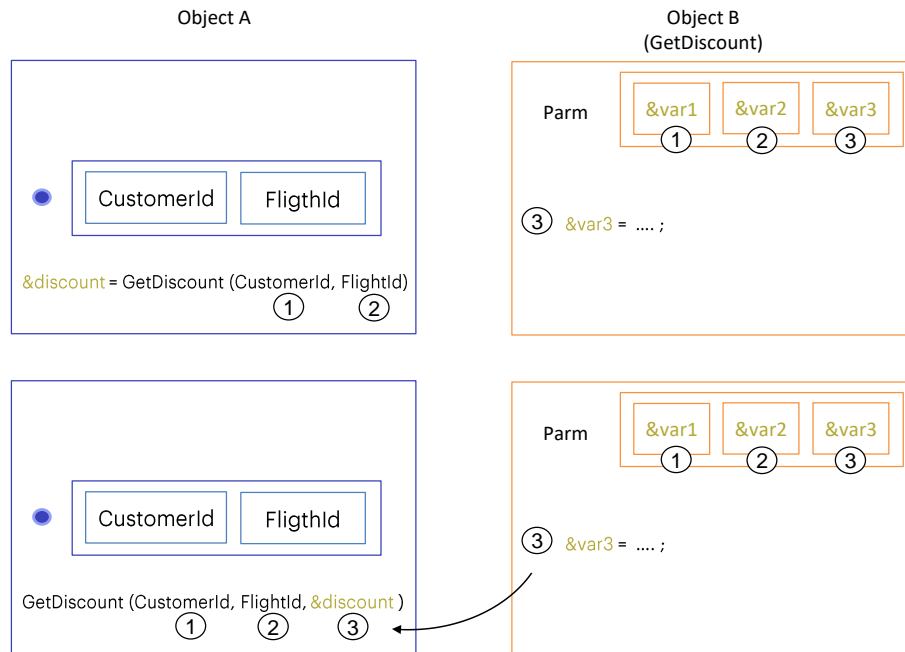 Object A
Object B
(GetDiscount)
Parm
&var1
&var2
&var3
1
2
3
CustomerId
FligthId
3
&var3 = .... ;
&discount = GetDiscount (CustomerId, FlightId)
1
2
Parm
&var1
&var2
&var3
1
2
3
CustomerId
FligthId
3
&var3 = .... ;
GetDiscount (CustomerId, FlightId, &discount )
1
2
3